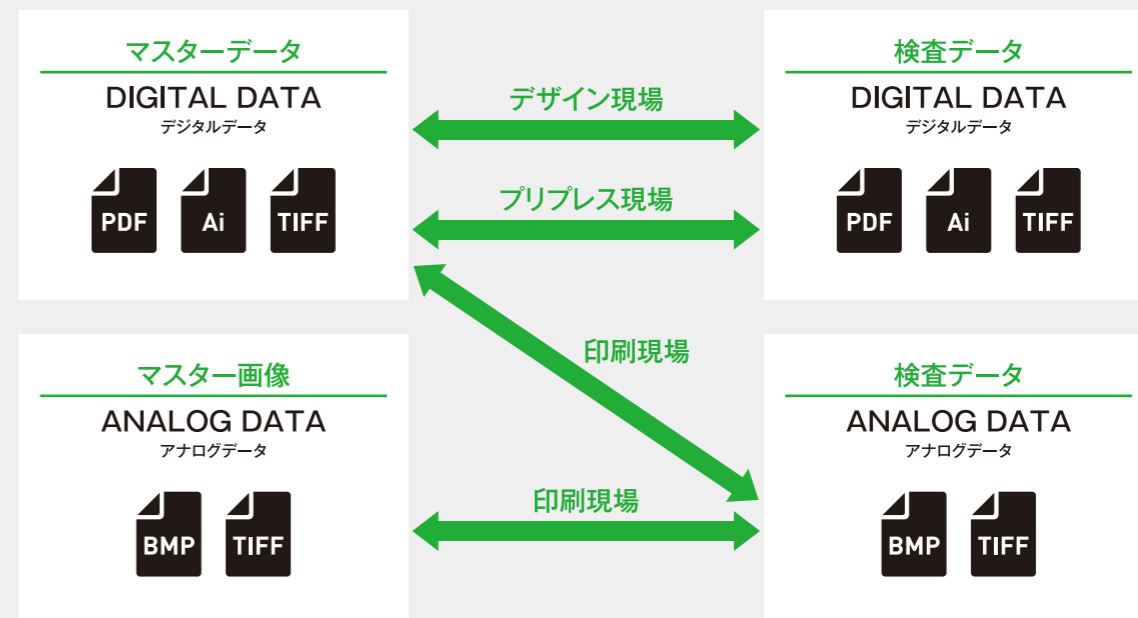 マスターデータ
DIGITAL DATA
デジタルデータ
PDF
Ai
TIFF
デザイン現場
プリプレス現場
検査データ
DIGITAL DATA
デジタルデータ
PDF
Ai
TIFF
印刷現場
マスター画像
ANALOG DATA
アナログデータ
BMP
TIFF
印刷現場
検査データ
ANALOG DATA
アナログデータ
BMP
TIFF